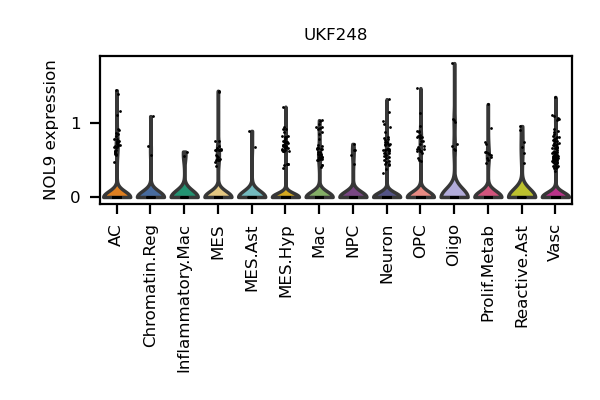 UKF248
NOL9 expression
1
0
AC
Chromatin.Reg
Inflammatory.Mac
MES
MES.Ast
MES.Hyp
Mac
NPC
Neuron
OPC
Oligo
Prolif.Metab
Reactive.Ast
Vasc